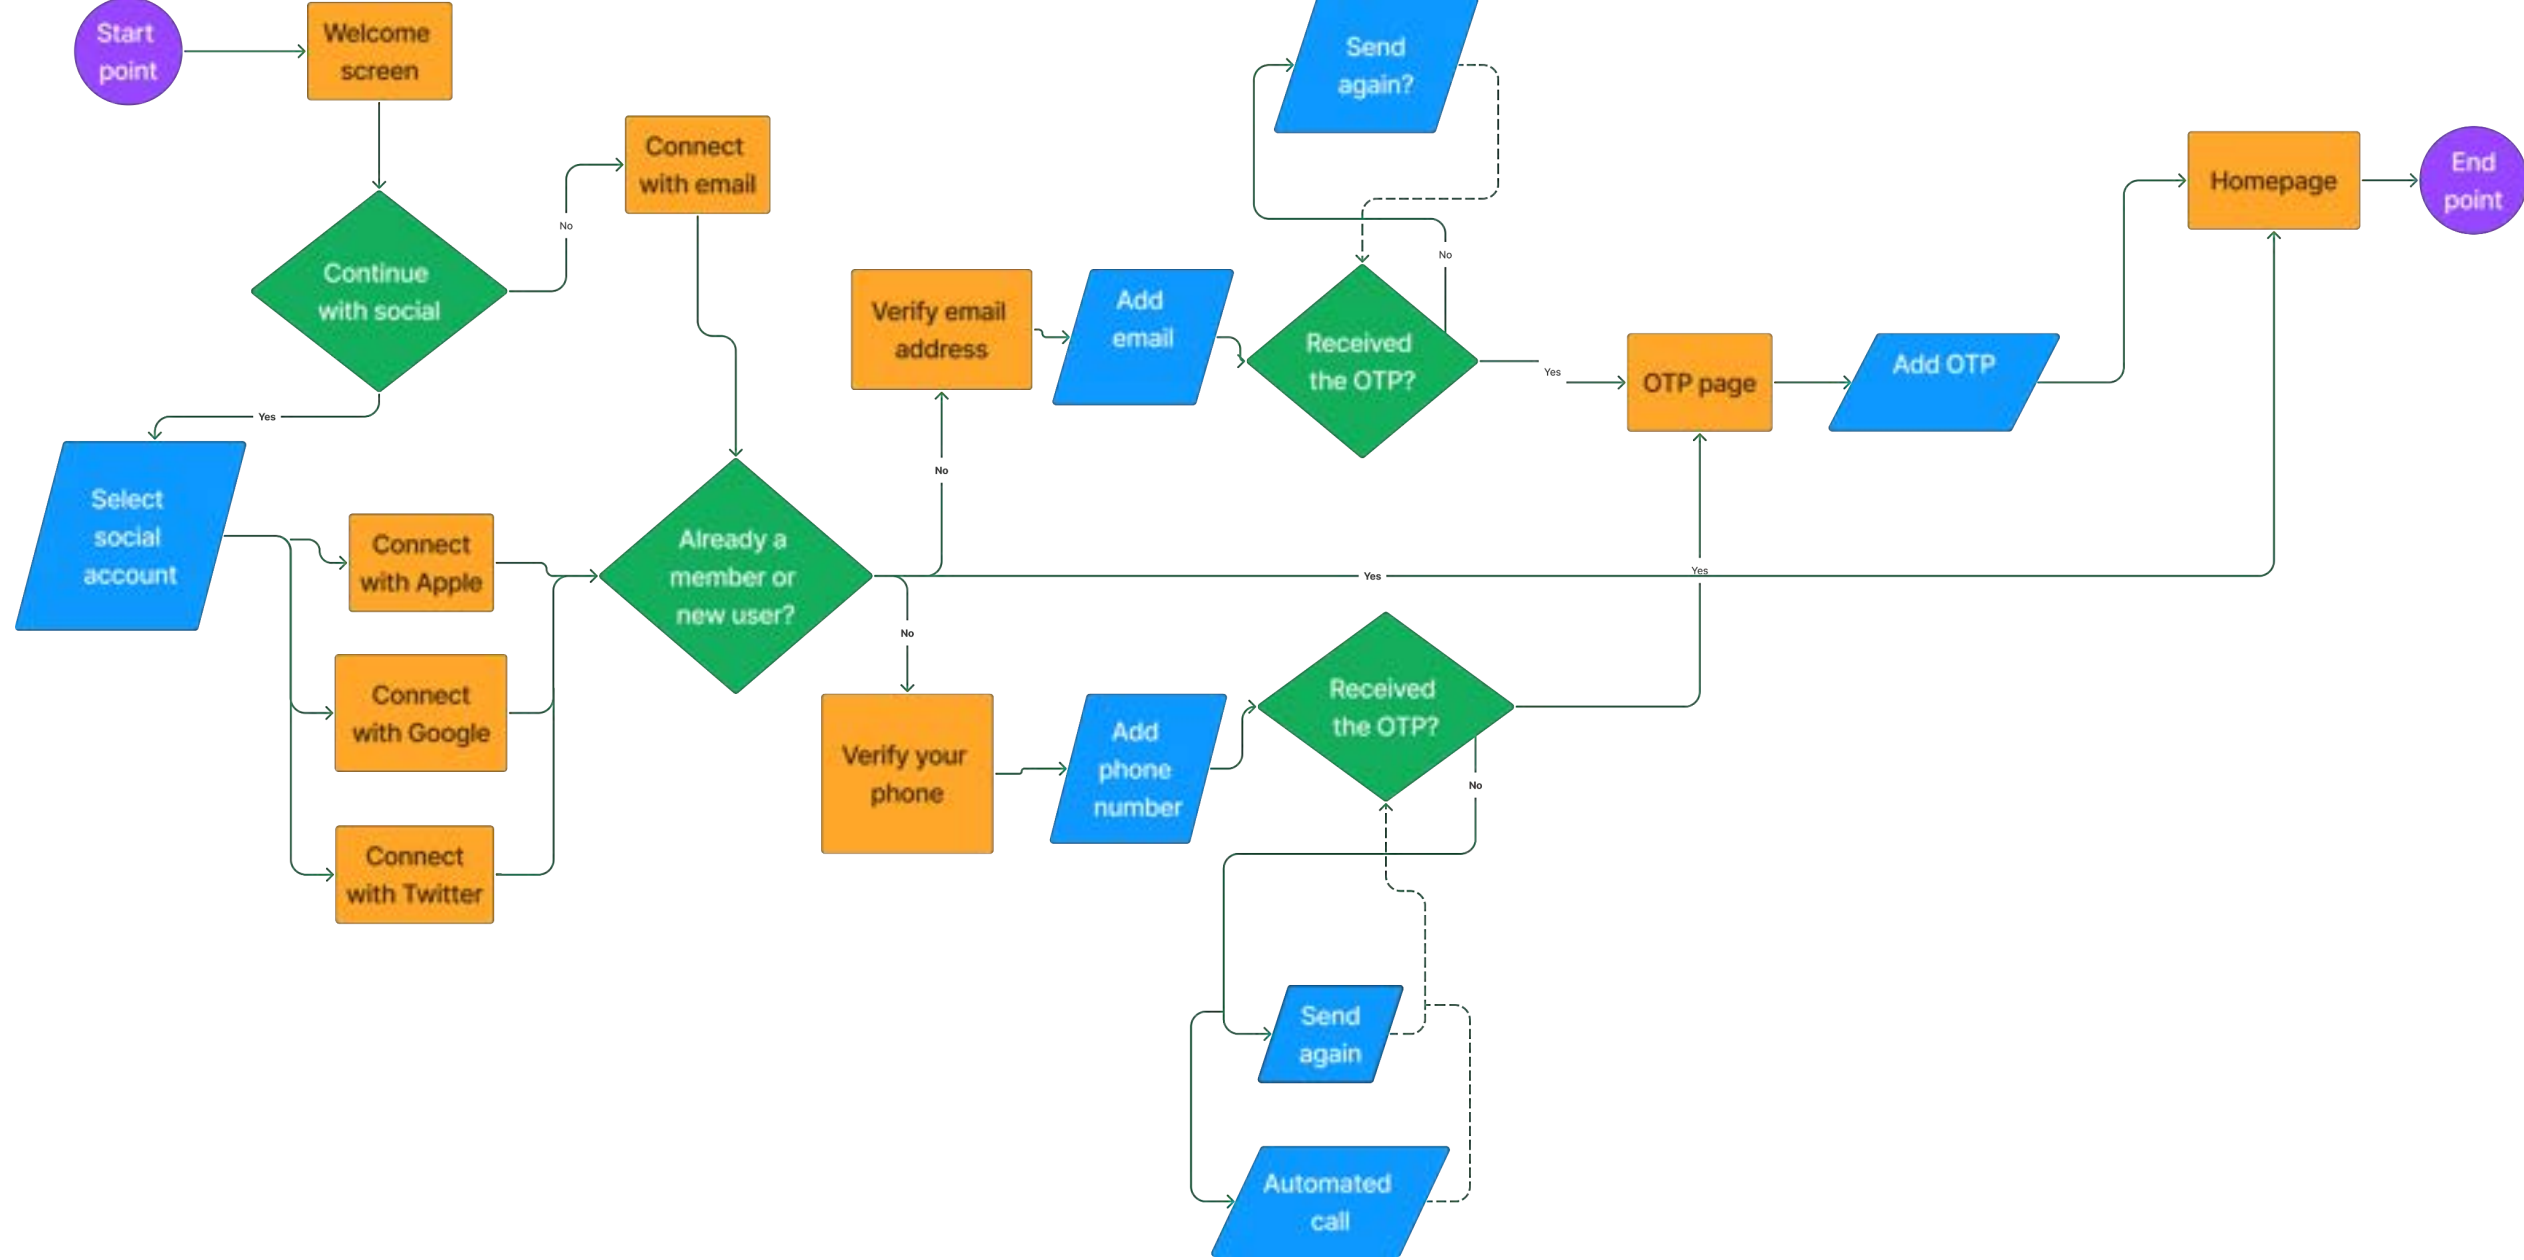 Start
point
Welcome
screen
Send
again?
Connect
with email
No
Continue
with social
Yes
Select
social
account
Connect
with Apple
Connect
with Google
Connect
with Twitter
Already a
member or
new user?
No
Verify email
address
Add
email
Received
the OTP?
No
Yes
OTP page
Add OTP
Homepage
End
point
Yes
Yes
No
Verify your
phone
Add
phone
number
Received
the OTP?
No
Send
again
Automated
call